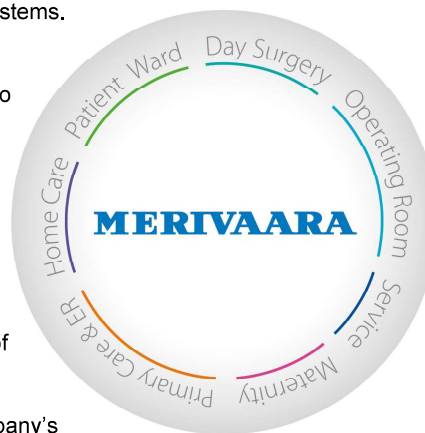 stems.
o
of
pany's
Day Surgery
Operating Room
Service
Maternity
Primary Care & ER
Home Care
Patient Ward
MERIVAARA